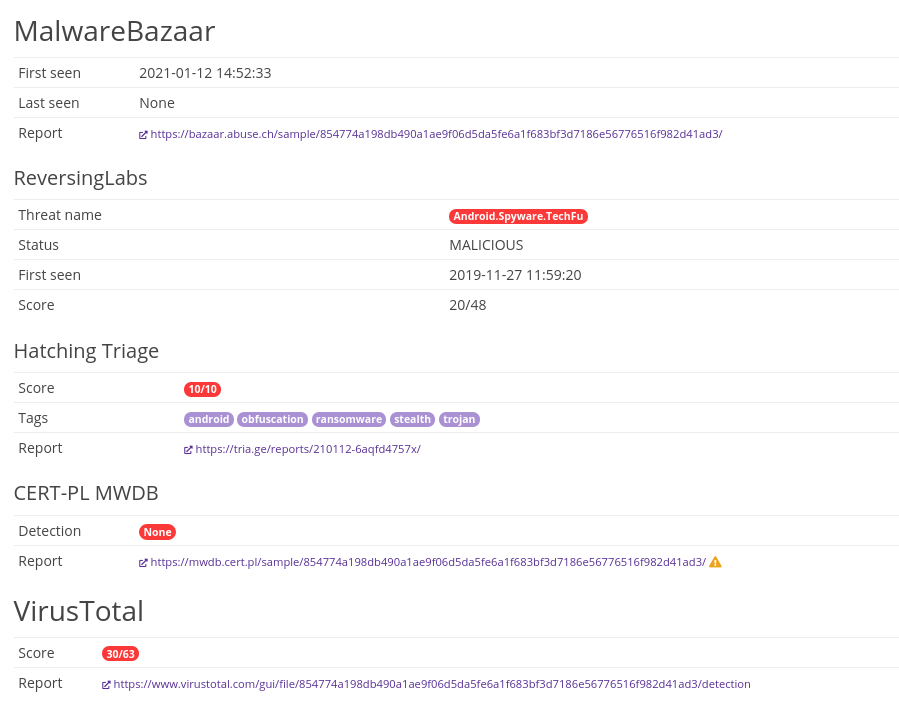 MalwareBazaar
First seen 2021-01-12 14:52:33
Last seen None
Report https://bazaar.abuse.ch/sample/854774a198db490a1ae9f06d5da5fe6a1f683bf3d7186e56776516f982d41ad3/
ReversingLabs
Threat name Android.Spyware.TechFu
Status MALICIOUS
First seen 2019-11-27 11:59:20
Score 20/48
Hatching Triage
Score 10/10
Tags android obfuscation ransomware stealth trojan
Report https://tria.ge/reports/210112-6aqfd4757x/
CERT-PL MWDB
Detection None
Report https://mwdb.cert.pl/sample/854774a198db490a1ae9f06d5da5fe6a1f683bf3d7186e56776516f982d41ad3/
VirusTotal
Score 30/63
Report https://www.virustotal.com/gui/file/854774a198db490a1ae9f06d5da5fe6a1f683bf3d7186e56776516f982d41ad3/detection